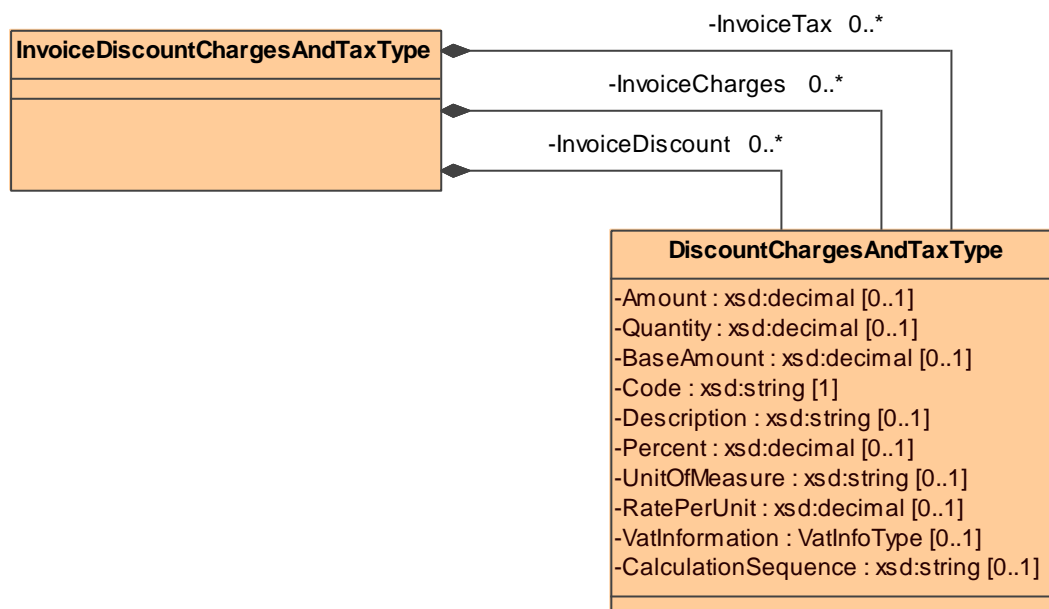 -InvoiceTax 0..*
InvoiceDiscountChargesAndTaxType
-InvoiceCharges 0..*
-InvoiceDiscount 0..*
DiscountChargesAndTaxType
-Amount : xsd:decimal [0..1]
-Quantity : xsd:decimal [0..1]
-BaseAmount : xsd:decimal [0..1]
-Code : xsd:string [1]
-Description : xsd:string [0..1]
-Percent : xsd:decimal [0..1]
-UnitOfMeasure : xsd:string [0..1]
-RatePerUnit : xsd:decimal [0..1]
-VatInformation : VatInfoType [0..1]
-CalculationSequence : xsd:string [0..1]